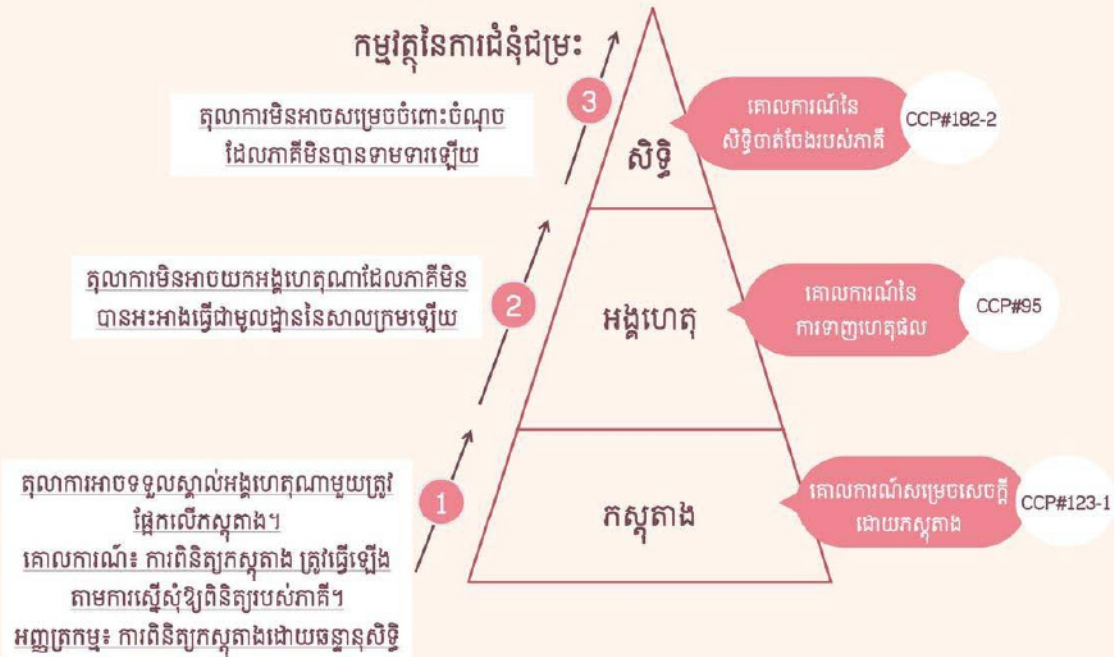 កម្មវត្ថុនៃការជំនុំជម្រះ
3
តុលាការមិនអាចសម្រេចចំពោះចំណុច
ដែលភាគីមិនបានទាមទារឡើយ
សិទ្ធិ
គោលការណ៍នៃ
សិទ្ធិចាត់ចែងរបស់ភាគី
CCP#182-2
2
តុលាការមិនអាចយកអង្គហេតុណាដែលភាគីមិន
បានអះអាងធ្វើជាមូលដ្ឋាននៃសាលក្រមឡើយ
អង្គហេតុ
គោលការណ៍នៃ
ការទាញហេតុផល
CCP#95
1
តុលាការអាចទទួលស្គាល់អង្គហេតុណាមួយត្រូវ
ផ្អែកលើភស្តុតាង។
គោលការណ៍៖ ការពិនិត្យភស្តុតាង ត្រូវធ្វើឡើង
តាមការស្នើសុំឱ្យពិនិត្យរបស់ភាគី។
អញ្ញត្រកម្ម៖ ការពិនិត្យភស្តុតាងដោយឆន្ទានុសិទ្ធិ
ភស្តុតាង
គោលការណ៍សម្រេចសេចក្តី
ដោយភស្តុតាង
CCP#123-1